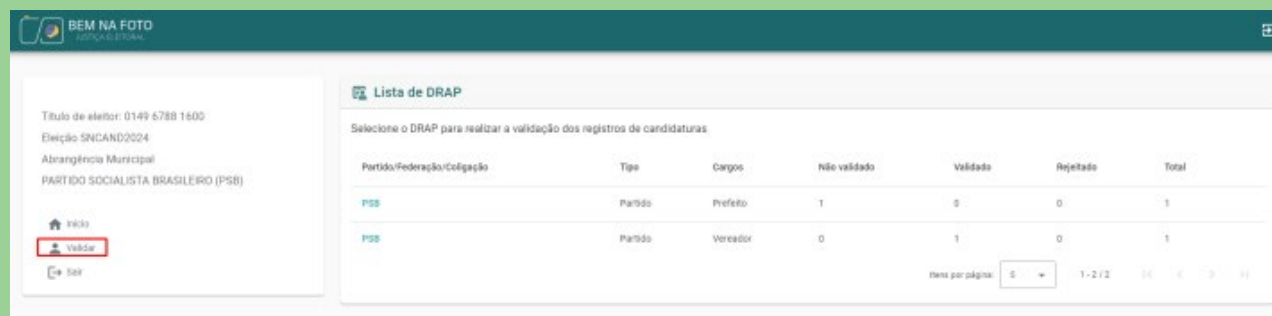 BEM NA FOTO
JUSTIÇA ELEITORAL
Título de eleitor: 0149 6788 1600
Eleição SNCAND2024
Abrangência Municipal
PARTIDO SOCIALISTA BRASILEIRO (PSB)
Início
Validar
Sair
Lista de DRAP
Selecione o DRAP para realizar a validação dos registros de candidaturas
Partido/Federação/Coligação Tipo Cargos Não validado Validado Rejeitado Total
PSB Partido Prefeito 1 0 0 1
PSB Partido Vereador 0 1 0 1
Itens por página: 5 1 - 2 / 2